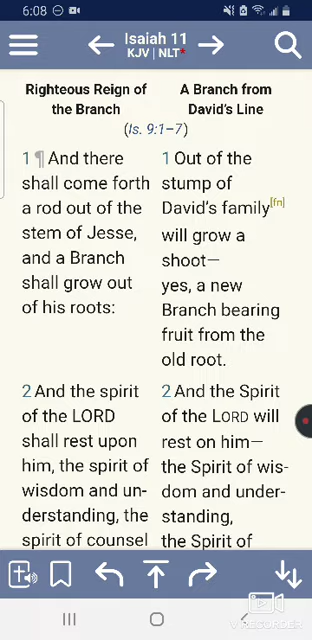 6:08
Isaiah 11
KJV | NLT*
Righteous Reign of
the Branch
A Branch from
David's Line
(Is. 9:1–7)
1 ¶ And there
shall come forth
a rod out of the
stem of Jesse,
and a Branch
shall grow out
of his roots:
1 Out of the
stump of
David's family[fn]
will grow a
shoot—
yes, a new
Branch bearing
fruit from the
old root.
2 And the spirit
of the LORD
shall rest upon
him, the spirit of
wisdom and un-
derstanding, the
spirit of counsel
2 And the Spirit
of the LORD will
rest on him—
the Spirit of wis-
dom and under-
standing,
the Spirit of
V RECORDER